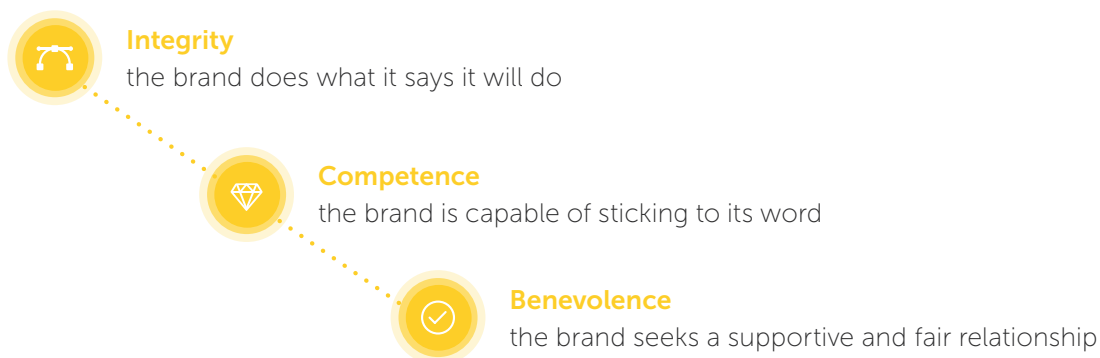 Integrity
the brand does what it says it will do
Competence
the brand is capable of sticking to its word
Benevolence
the brand seeks a supportive and fair relationship